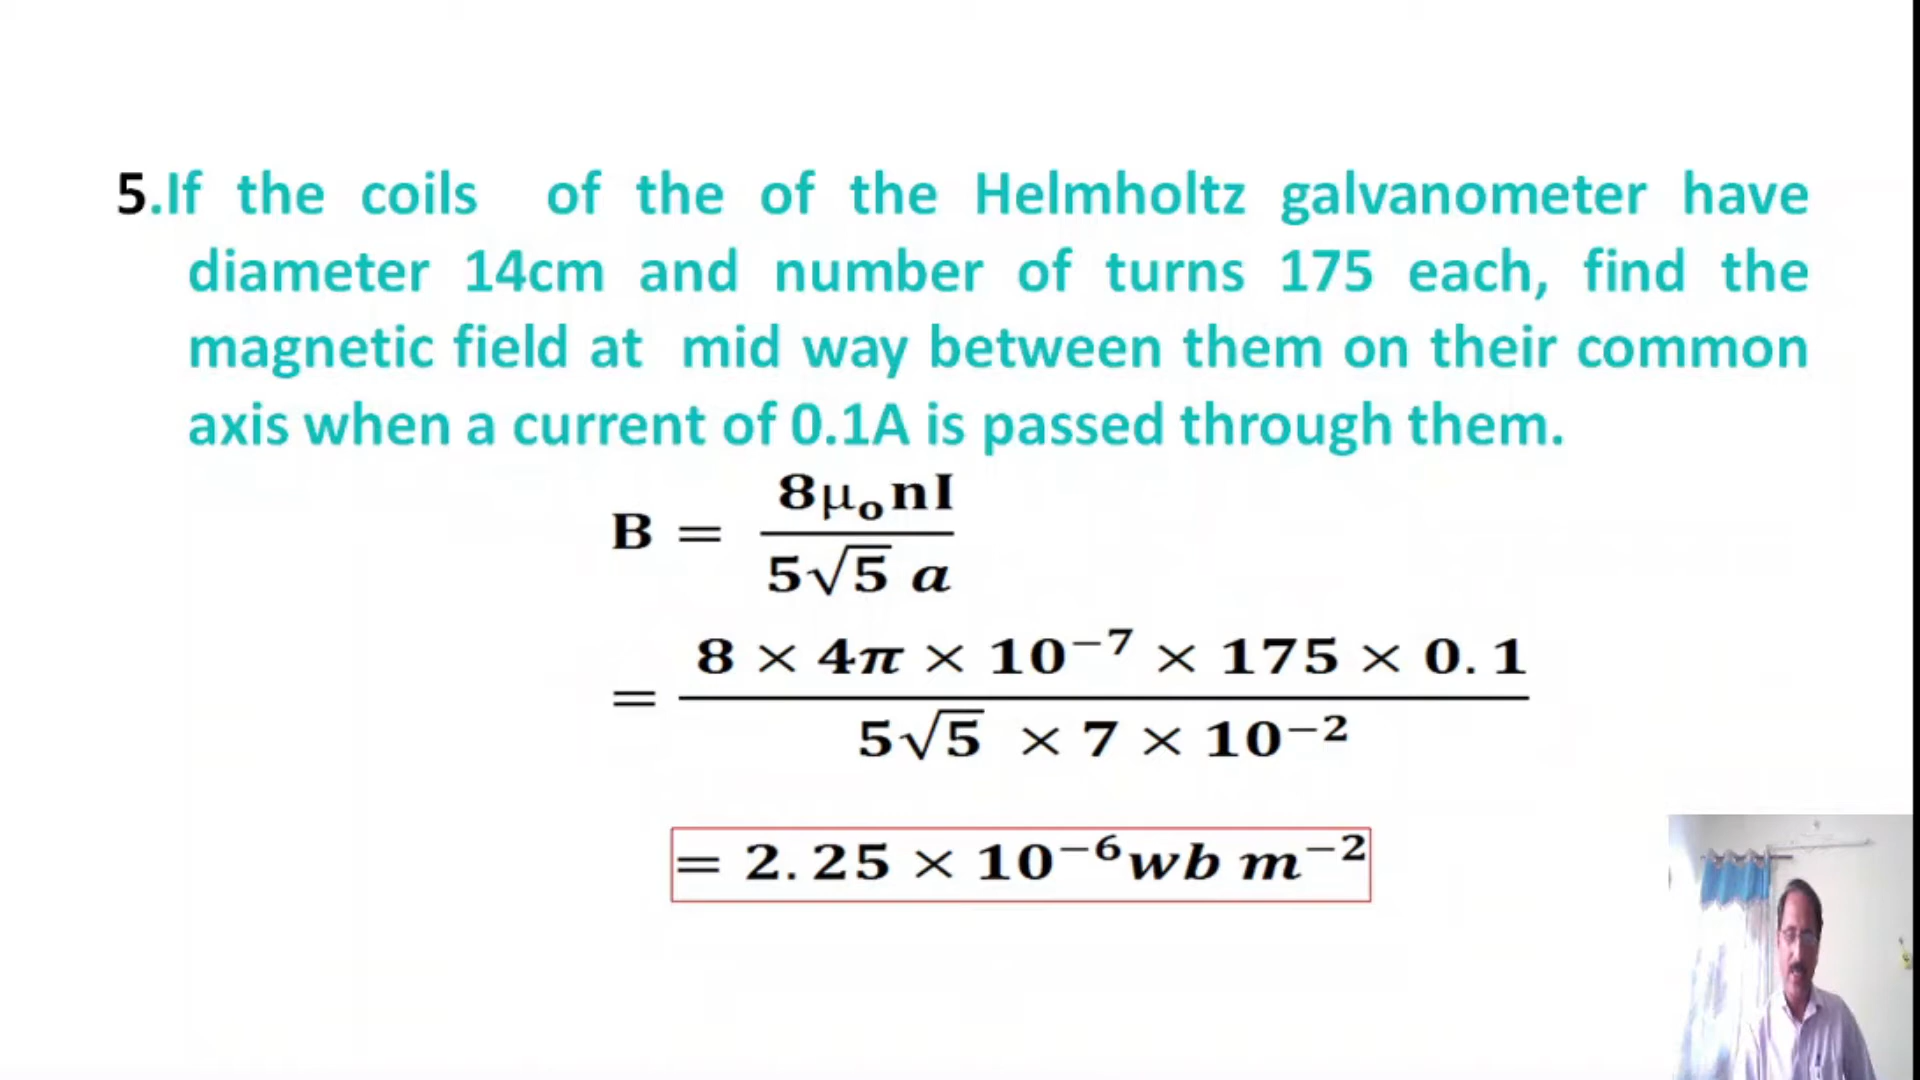 5.If the coils of the of the Helmholtz galvanometer have
diameter 14cm and number of turns 175 each, find the
magnetic field at mid way between them on their common
axis when a current of 0.1A is passed through them.
B = 8μₒnI / 5√5 a
= 8 × 4π × 10⁻⁷ × 175 × 0.1 / 5√5 × 7 × 10⁻²
= 2.25 × 10⁻⁶ wb m⁻²